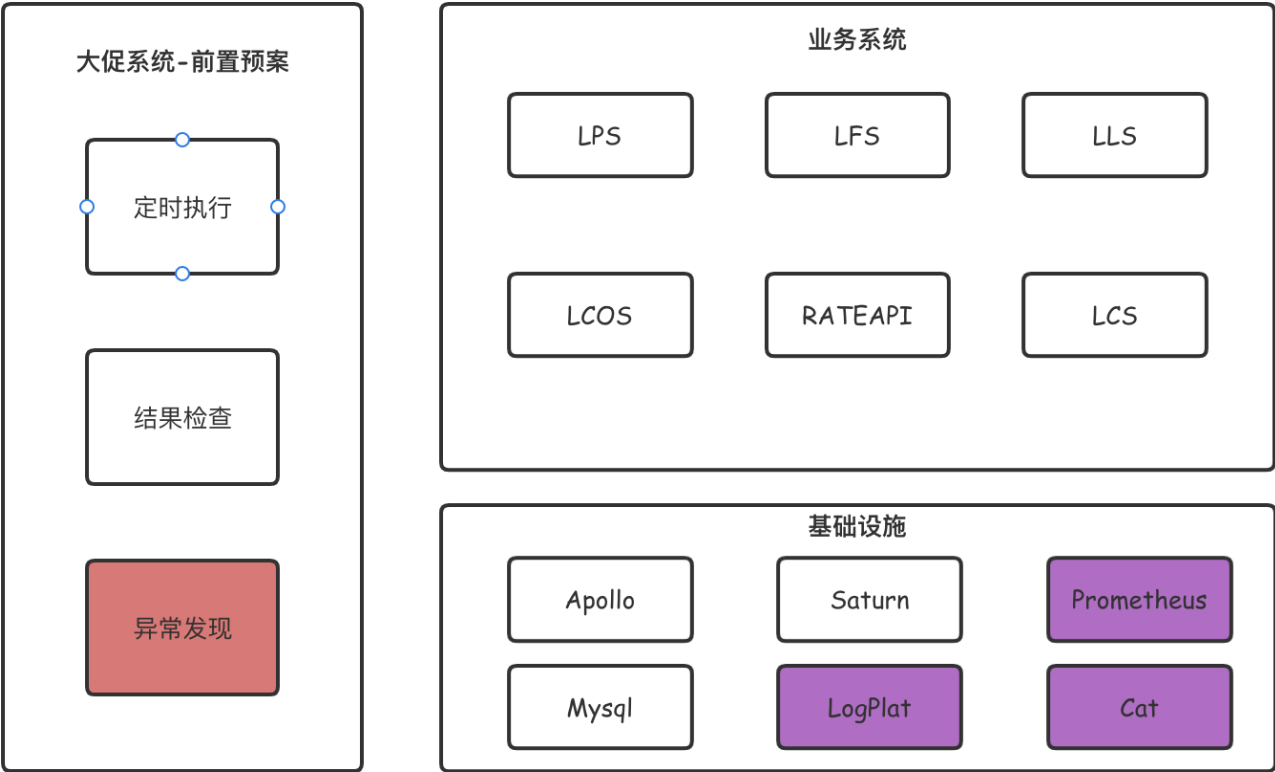 大促系统-前置预案
定时执行
结果检查
异常发现
业务系统
LPS
LFS
LLS
LCOS
RATEAPI
LCS
基础设施
Apollo
Saturn
Prometheus
Mysql
LogPlat
Cat